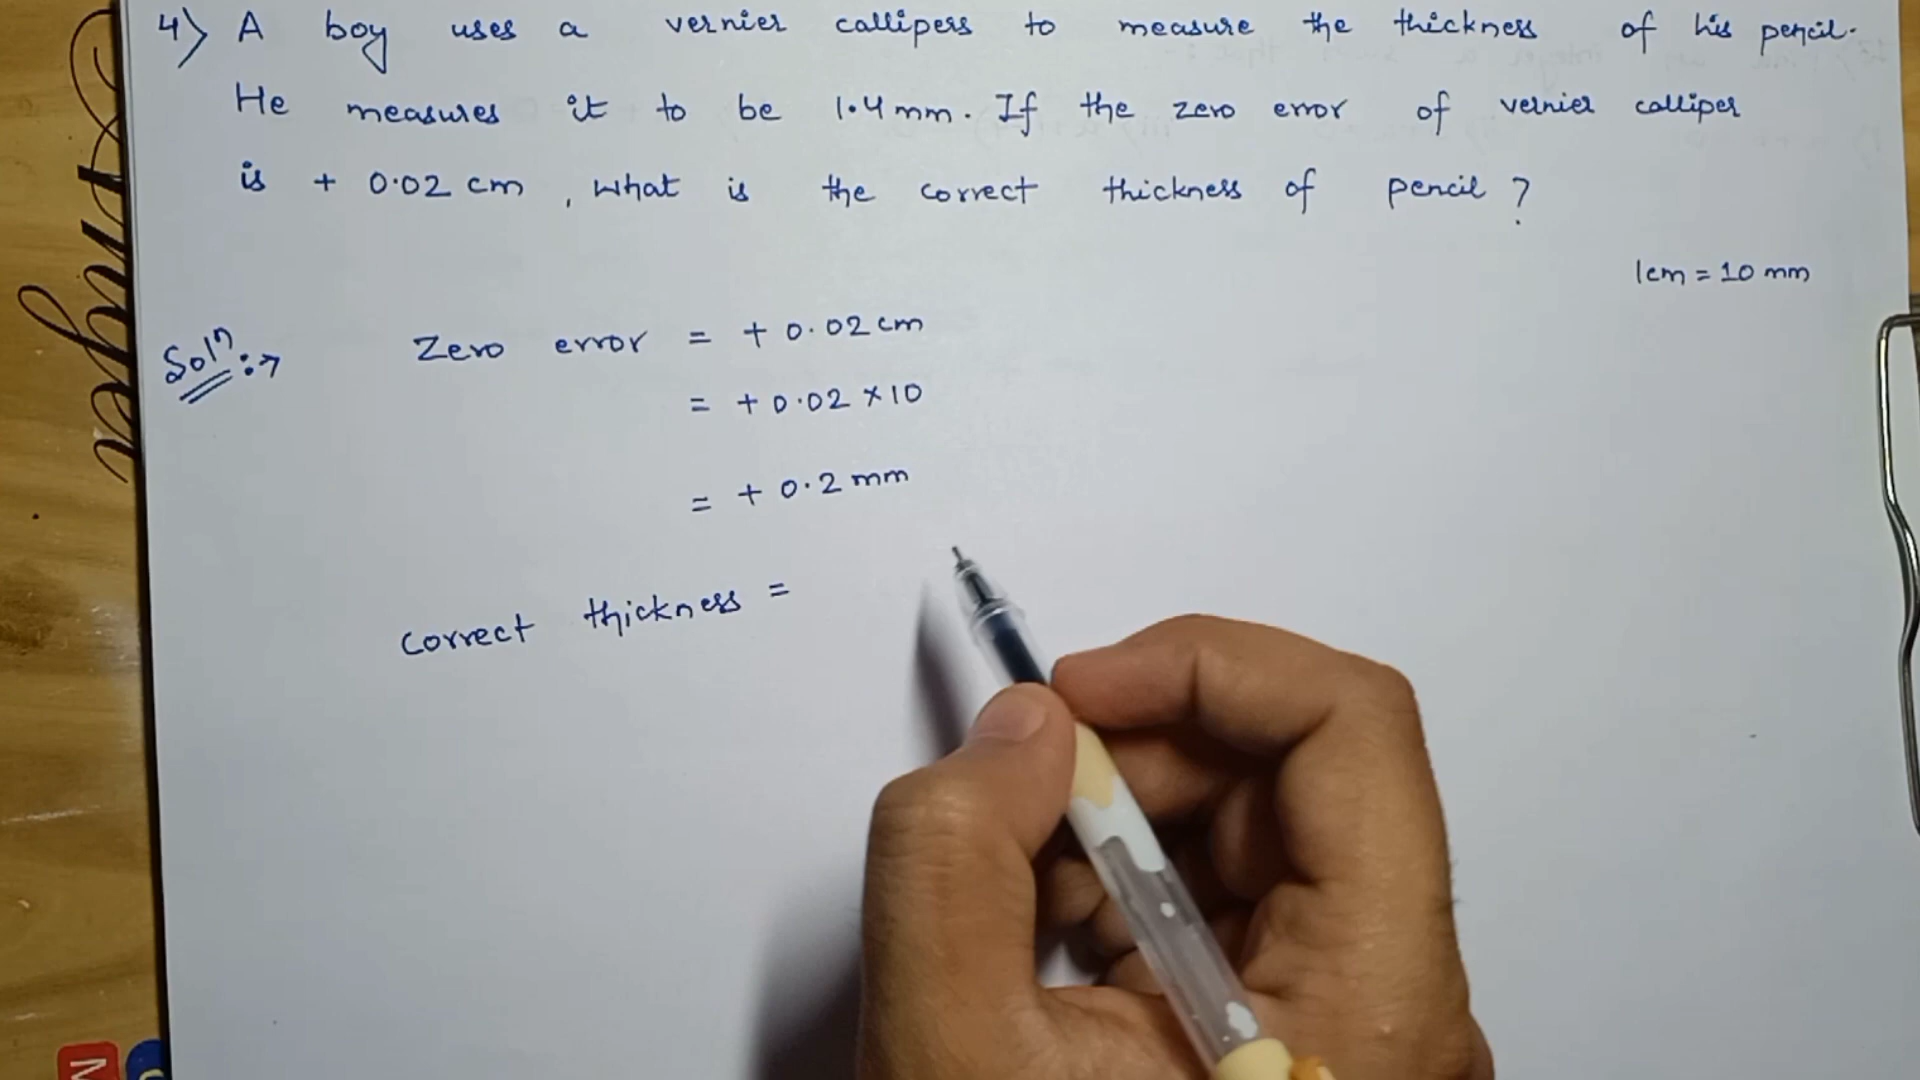 4) A boy uses a vernier callipers to measure the thickness of his pencil.
He measures it to be 1.4 mm. If the zero error of vernier calliper
is + 0.02 cm, what is the correct thickness of pencil?
1cm = 10 mm
Soln :→ Zero error = + 0.02 cm
= + 0.02 × 10
= + 0.2 mm
correct thickness =